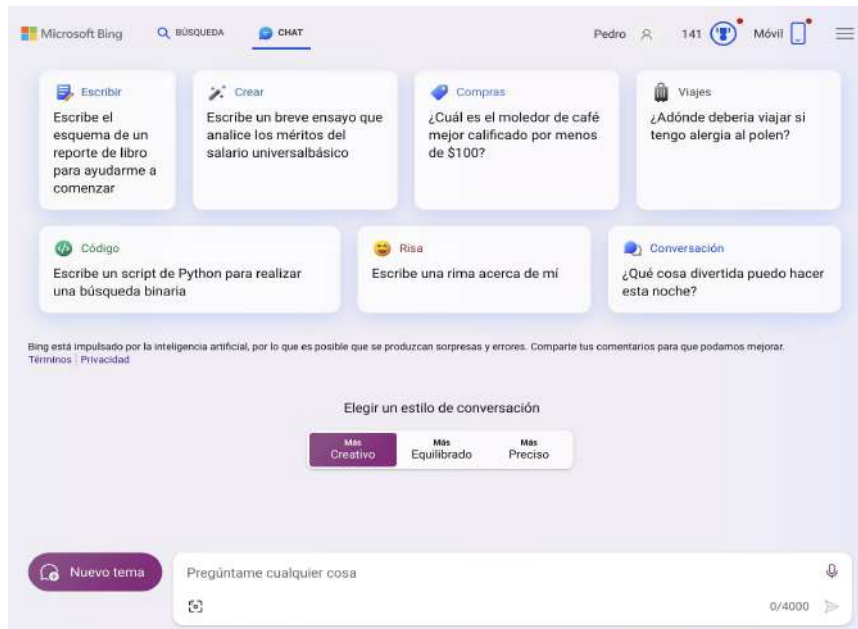 Microsoft Bing
BÚSQUEDA
CHAT
Pedro
141
Móvil
Escribir
Escribe el
esquema de un
reporte de libro
para ayudarme a
comenzar
Crear
Escribe un breve ensayo que
analice los méritos del
salario universalbásico
Compras
¿Cuál es el moledor de café
mejor calificado por menos
de $100?
Viajes
¿Adónde deberia viajar si
tengo alergia al polen?
Código
Escribe un script de Python para realizar
una búsqueda binaria
Risa
Escribe una rima acerca de mí
Conversación
¿Qué cosa divertida puedo hacer
esta noche?
Bing está impulsado por la inteligencia artificial, por lo que es posible que se produzcan sorpresas y errores. Comparte tus comentarios para que podamos mejorar.
Términos Privacidad
Elegir un estilo de conversación
Más
Creativo
Más
Equilibrado
Más
Preciso
Nuevo tema
Pregúntame cualquier cosa
0/4000